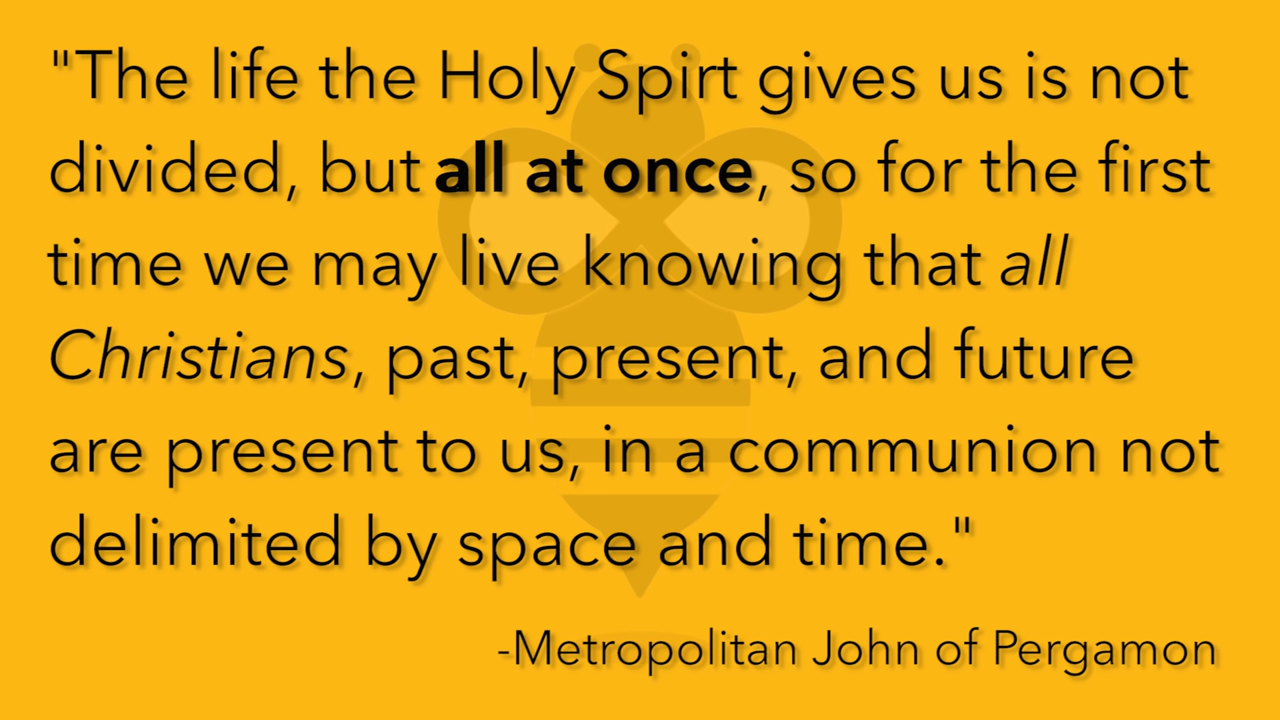 "The life the Holy Spirt gives us is not
divided, but all at once, so for the first
time we may live knowing that all
Christians, past, present, and future
are present to us, in a communion not
delimited by space and time."
-Metropolitan John of Pergamon